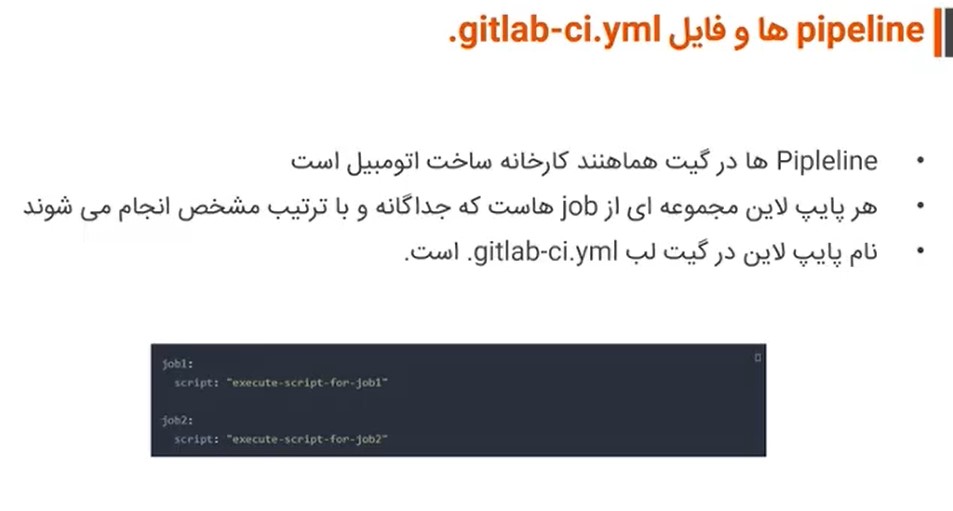 pipeline ها و فایل gitlab-ci.yml.
• Pipleline ها در گیت هماهنند کارخانه ساخت اتومبیل است
• هر پایپ لاین مجموعه ای از job هاست که جداگانه و با ترتیب مشخص انجام می شوند
• نام پایپ لاین در گیت لب gitlab-ci.yml. است.
job1:
  script: "execute-script-for-job1"
job2:
  script: "execute-script-for-job2"